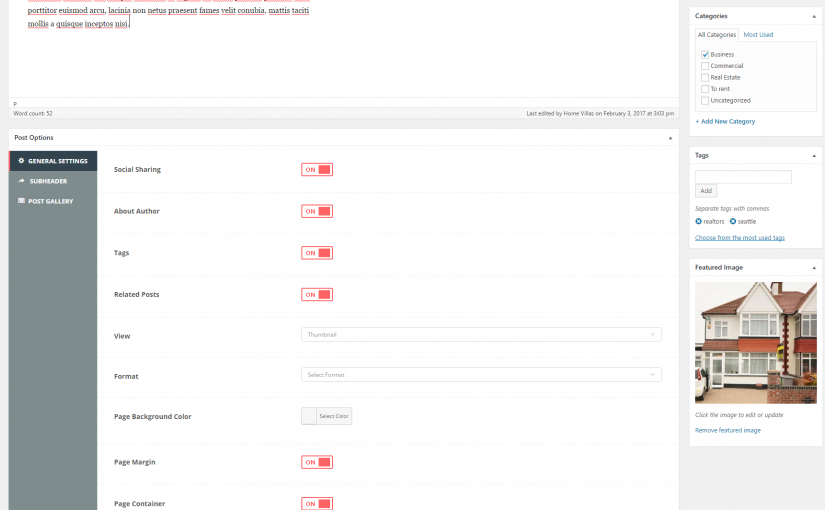 porttitor euismod arcu, lacinia non netus praesent fames velit conubia, mattis taciti
mollis a quisque inceptos nisi.
p
Word count: 52
Last edited by Home Villas on February 3, 2017 at 3:03 pm
Post Options
GENERAL SETTINGS
SUBHEADER
POST GALLERY
Social Sharing
ON
About Author
ON
Tags
ON
Related Posts
ON
View
Thumbnail
Format
Select Format
Page Background Color
Select Color
Page Margin
ON
Page Container
ON
Categories
All Categories
Most Used
Business
Commercial
Real Estate
To rent
Uncategorized
+ Add New Category
Tags
Add
Separate tags with commas
realtors
seattle
Choose from the most used tags
Featured Image
Click the image to edit or update
Remove featured image